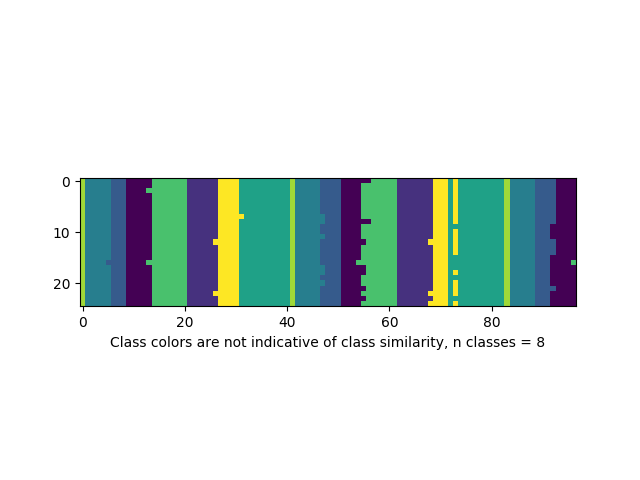 0
10
20
0 20 40 60 80
Class colors are not indicative of class similarity, n classes = 8